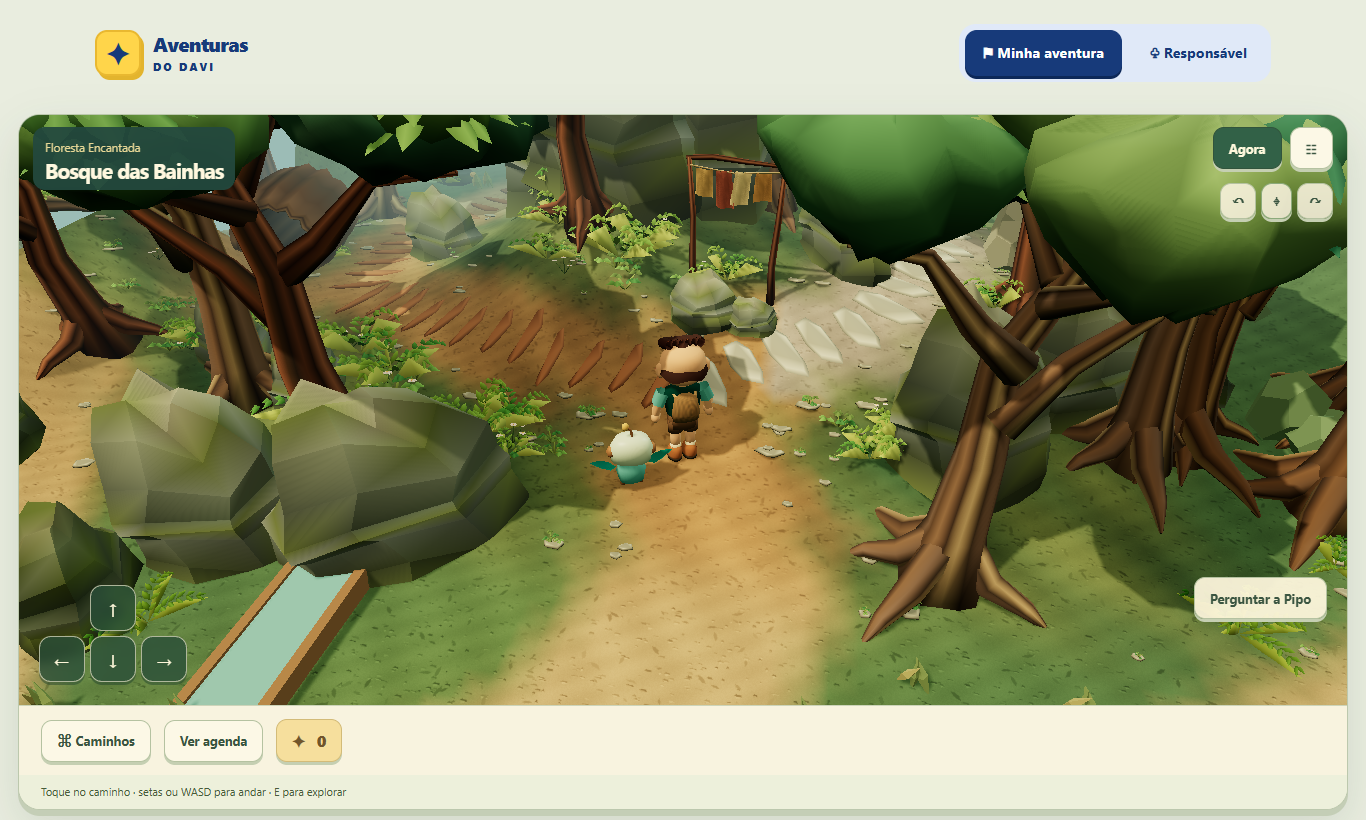 Aventuras
DO DAVI
Minha aventura
Responsável
Floresta Encantada
Bosque das Bainhas
Agora
Perguntar a Pipo
⌘ Caminhos
Ver agenda
✦ 0
Toque no caminho · setas ou WASD para andar · E para explorar